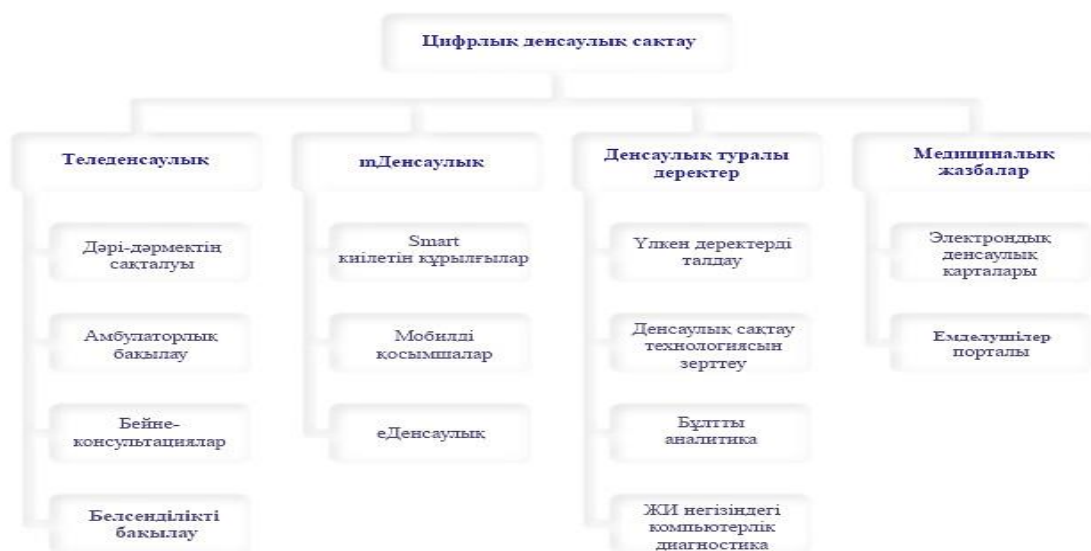 Цифрлық денсаулық сақтау
Теледенсаулық
Дәрі-дәрмектің
сақталуы
Амбулаторлық
бақылау
Бейне-
консультациялар
Белсенділікті
бақылау
mДенсаулық
Smart
киілетін құрылғылар
Мобилді
қосымшалар
еДенсаулық
Денсаулық туралы
деректер
Үлкен деректерді
талдау
Денсаулық сақтау
технологиясын
зерттеу
Бұлтты
аналитика
ЖИ негізіндегі
компьютерлік
диагностика
Медициналық
жазбалар
Электрондық
денсаулық
карталары
Емделушілер
порталы